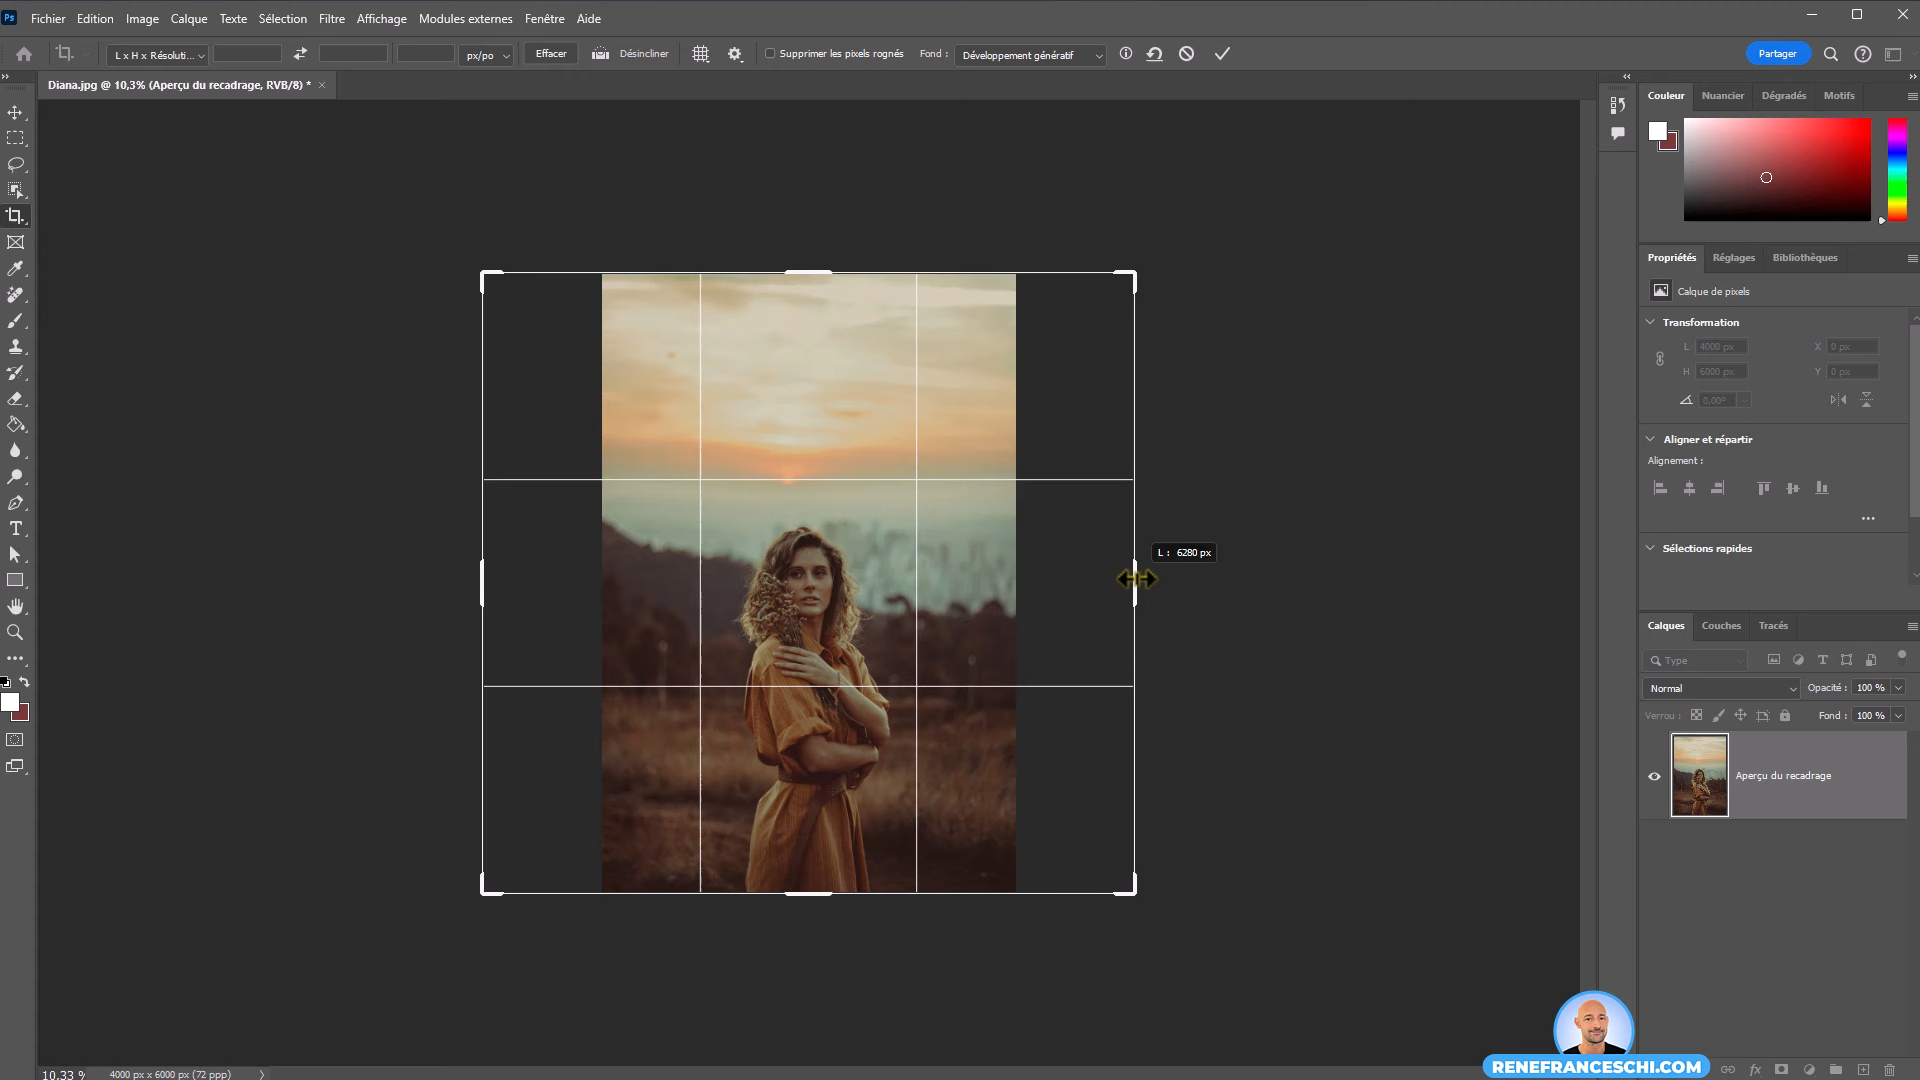 Ps
Fichier Edition Image Calque Texte Sélection Filtre Affichage Modules externes Fenêtre Aide
L x H x Résoluti... px/po Effacer Désincliner Supprimer les pixels rognés Fond : Développement génératif Partager
Diana.jpg @ 10,3% (Aperçu du recadrage, RVB/8) *
Couleur Nuancier Dégradés Motifs
Propriétés Réglages Bibliothèques
Calque de pixels
Transformation
L 4000 px X 0 px
H 6000 px Y 0 px
0,00°
Aligner et répartir
Alignement :
Sélections rapides
L : 6280 px
Calques Couches Tracés
Type
Normal Opacité : 100 %
Verrou : Fond : 100 %
Aperçu du recadrage
RENEFRANCESCHI.COM
10,33 % 4000 px x 6000 px (72 ppp)